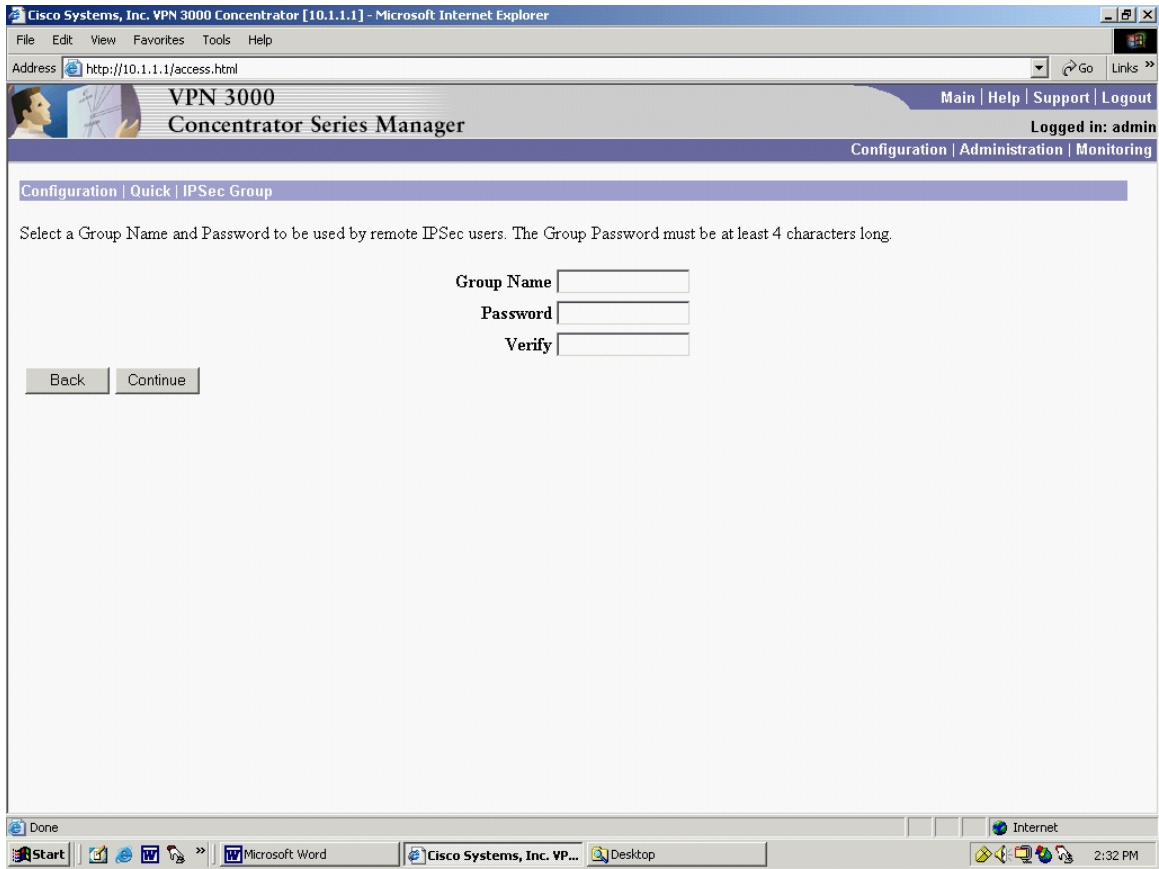 Cisco Systems, Inc. VPN 3000 Concentrator [10.1.1.1] - Microsoft Internet Explorer
File Edit View Favorites Tools Help
Address http://10.1.1.1/access.html Go Links »
VPN 3000
Concentrator Series Manager
Main | Help | Support | Logout
Logged in: admin
Configuration | Administration | Monitoring
Configuration | Quick | IPSec Group
Select a Group Name and Password to be used by remote IPSec users. The Group Password must be at least 4 characters long.
Group Name
Password
Verify
Back Continue
Done Internet
Start » Microsoft Word Cisco Systems, Inc. VP... Desktop 2:32 PM